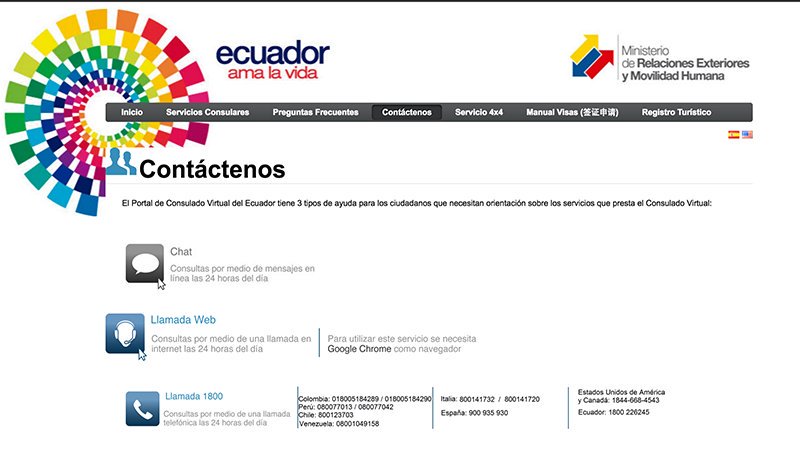 ecuador
ama la vida
Ministerio
de Relaciones Exteriores
y Movilidad Humana
Inicio Servicios Consulares Preguntas Frecuentes Contáctenos Servicio 4x4 Manual Visas (签证申请) Registro Turístico
Contáctenos
El Portal de Consulado Virtual del Ecuador tiene 3 tipos de ayuda para los ciudadanos que necesitan orientación sobre los servicios que presta el Consulado Virtual:
Chat
Consultas por medio de mensajes en
línea las 24 horas del día
Llamada Web
Consultas por medio de una llamada en
internet las 24 horas del día
Para utilizar este servicio se necesita
Google Chrome como navegador
Llamada 1800
Consultas por medio de una llamada
telefónica las 24 horas del día
Colombia: 018005184289 / 018005184290
Perú: 080077013 / 080077042
Chile: 800123703
Venezuela: 08001049158
Italia: 800141732 / 800141720
España: 900 935 930
Estados Unidos de América
y Canadá: 1844-668-4543
Ecuador: 1800 226245